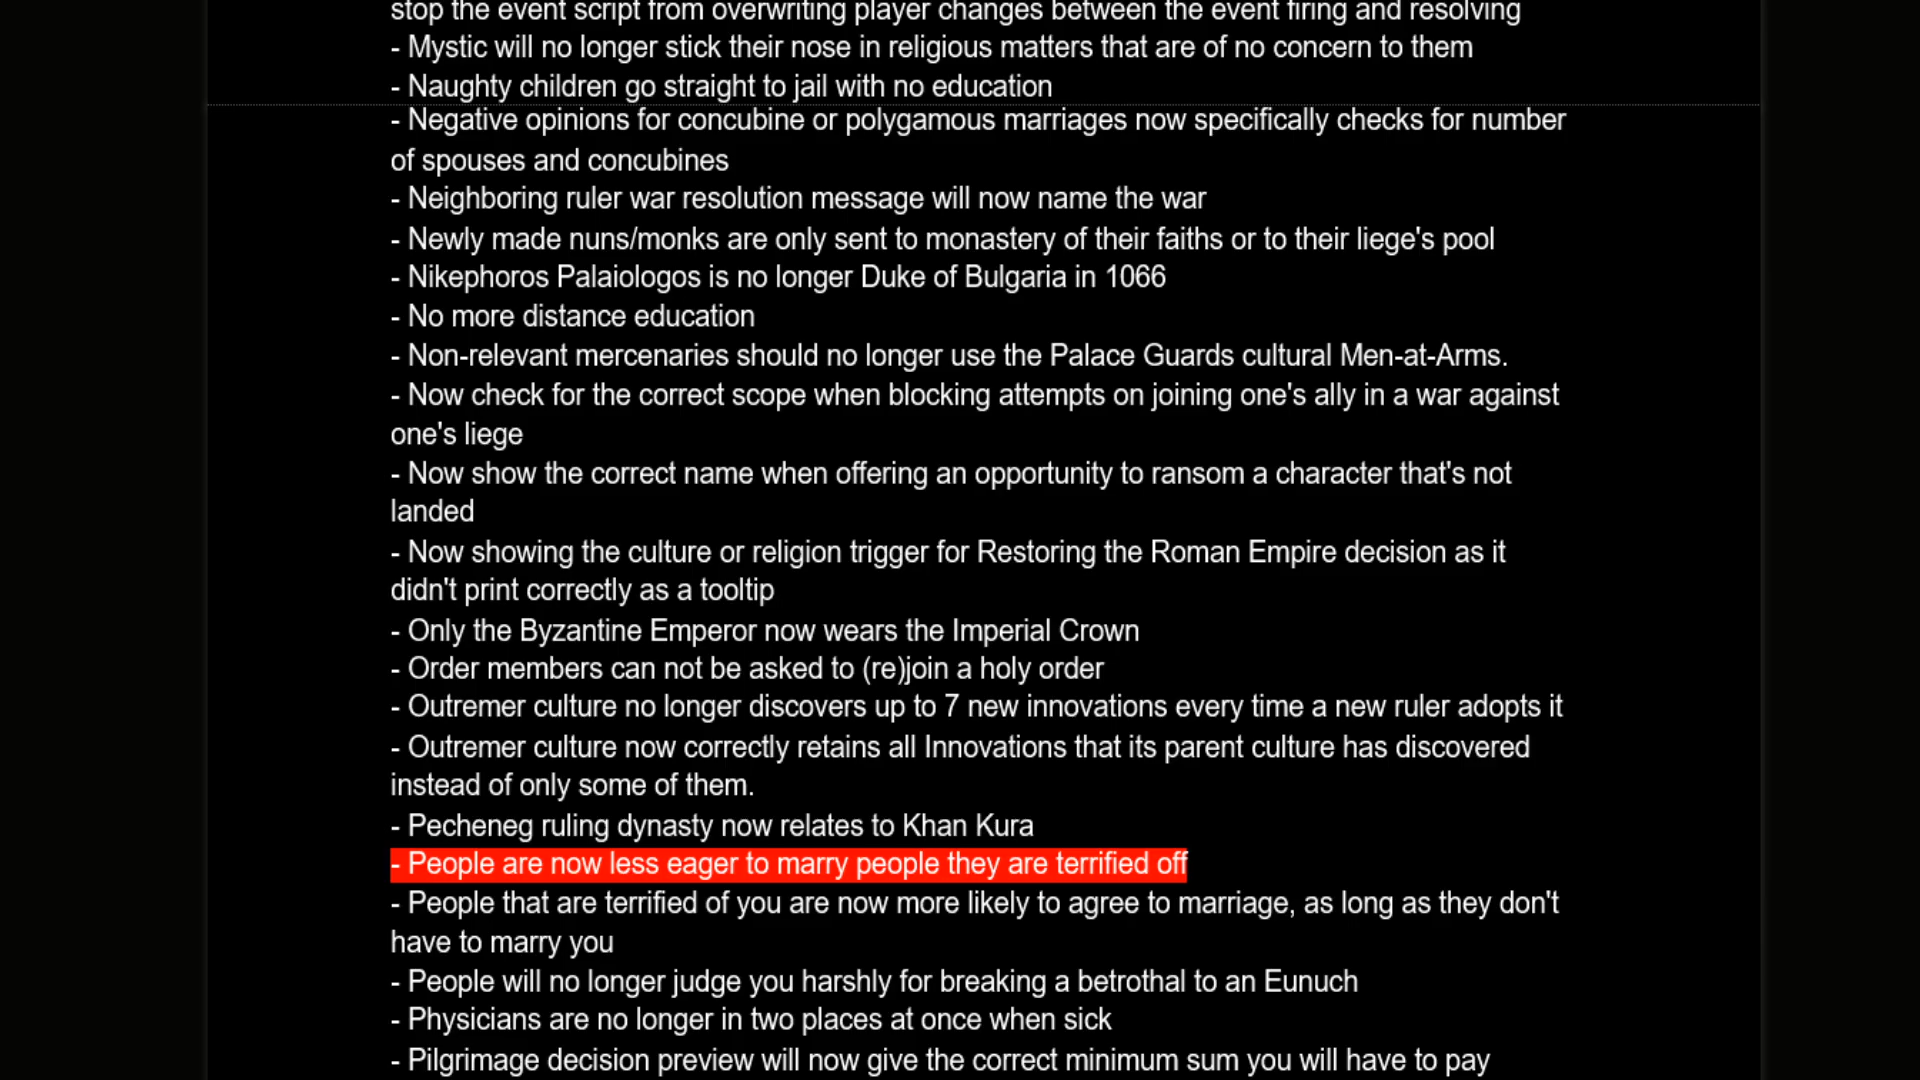 stop the event script from overwriting player changes between the event firing and resolving
- Mystic will no longer stick their nose in religious matters that are of no concern to them
- Naughty children go straight to jail with no education
- Negative opinions for concubine or polygamous marriages now specifically checks for number
of spouses and concubines
- Neighboring ruler war resolution message will now name the war
- Newly made nuns/monks are only sent to monastery of their faiths or to their liege's pool
- Nikephoros Palaiologos is no longer Duke of Bulgaria in 1066
- No more distance education
- Non-relevant mercenaries should no longer use the Palace Guards cultural Men-at-Arms.
- Now check for the correct scope when blocking attempts on joining one's ally in a war against
one's liege
- Now show the correct name when offering an opportunity to ransom a character that's not
landed
- Now showing the culture or religion trigger for Restoring the Roman Empire decision as it
didn't print correctly as a tooltip
- Only the Byzantine Emperor now wears the Imperial Crown
- Order members can not be asked to (re)join a holy order
- Outremer culture no longer discovers up to 7 new innovations every time a new ruler adopts it
- Outremer culture now correctly retains all Innovations that its parent culture has discovered
instead of only some of them.
- Pecheneg ruling dynasty now relates to Khan Kura
- People are now less eager to marry people they are terrified off
- People that are terrified of you are now more likely to agree to marriage, as long as they don't
have to marry you
- People will no longer judge you harshly for breaking a betrothal to an Eunuch
- Physicians are no longer in two places at once when sick
- Pilgrimage decision preview will now give the correct minimum sum you will have to pay